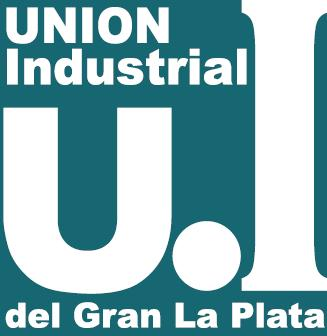 UNION
Industrial
u.I
del Gran La Plata